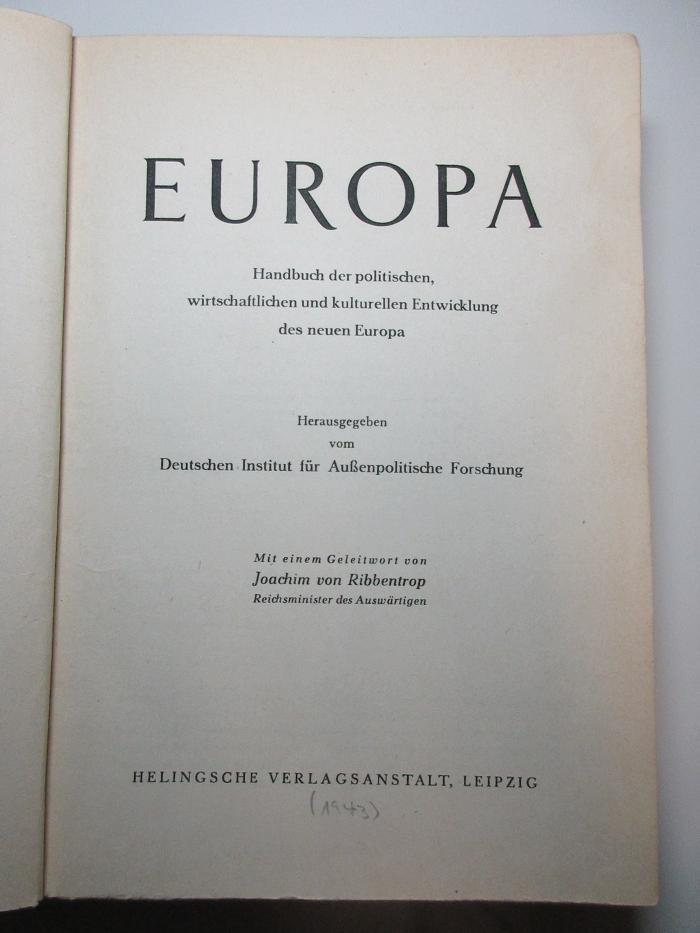 EUROPA
Handbuch der politischen,
wirtschaftlichen und kulturellen Entwicklung
des neuen Europa
Herausgegeben
vom
Deutschen Institut für Außenpolitische Forschung
Mit einem Geleitwort von
Joachim von Ribbentrop
Reichsminister des Auswärtigen
HELINGSCHE VERLAGSANSTALT, LEIPZIG
(1943)